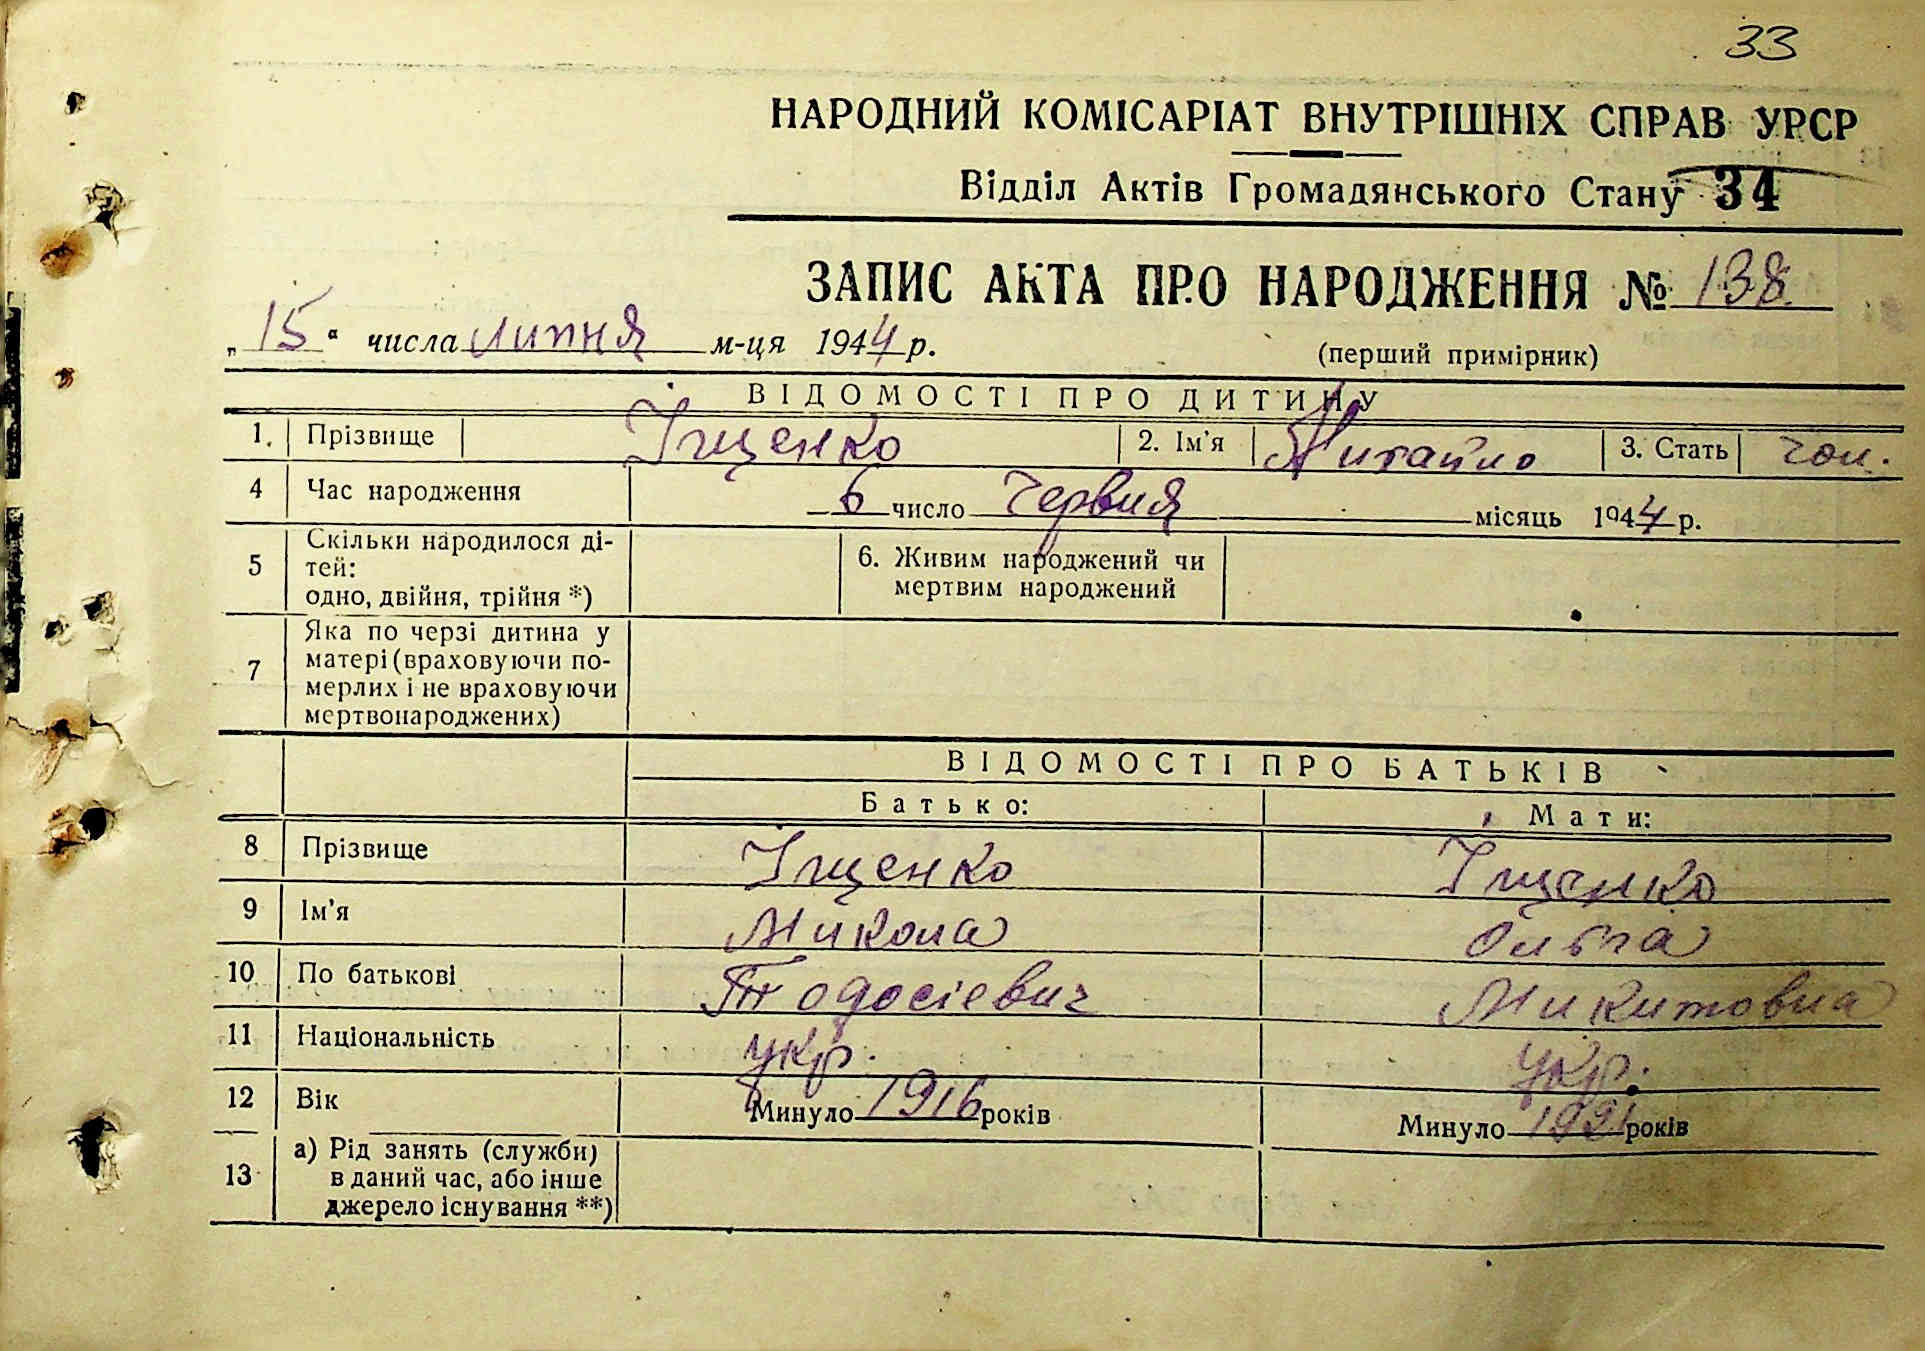 33
НАРОДНИЙ КОМІСАРІАТ ВНУТРІШНІХ СПРАВ УРСР
Відділ Актів Громадянського Стану 34
ЗАПИС АКТА ПРО НАРОДЖЕННЯ № 138
„15“ числа липня м-ця 1944 р. (перший примірник)
ВІДОМОСТІ ПРО ДИТИНУ
1. Прізвище Іщенко 2. Ім'я Михайло 3. Стать чол.
4 Час народження 6 число червня місяць 1944 р.
5 Скільки народилося ді-
тей:
одно, двійня, трійня *)
6. Живим народжений чи
мертвим народжений
7 Яка по черзі дитина у
матері (враховуючи по-
мерлих і не враховуючи
мертвонароджених)
ВІДОМОСТІ ПРО БАТЬКІВ
Батько: Мати:
8 Прізвище Іщенко Іщенко
9 Ім'я Микола Ольга
10 По батькові Тодосієвич Микитовна
11 Національність укр. укр.
12 Вік Минуло 1916 років Минуло 1921 років
13 а) Рід занять (служби)
в даний час, або інше
джерело існування **)